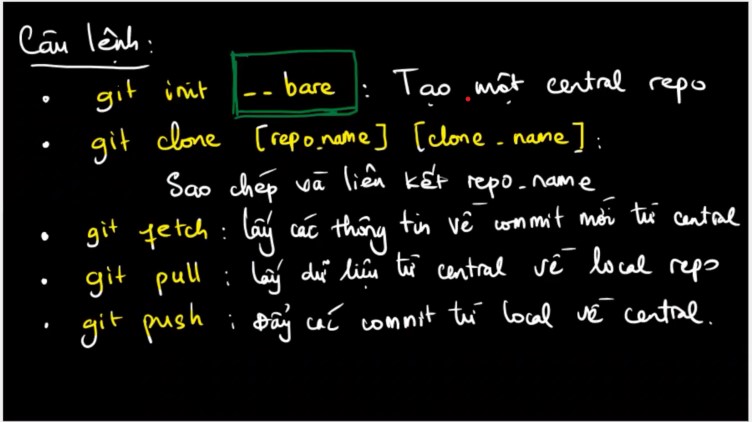 Câu lệnh:
• git init --bare : Tạo một central repo
• git clone [repo_name] [clone_name] :
Sao chép và liên kết repo_name
• git fetch : lấy các thông tin về commit mới từ central
• git pull : lấy dữ liệu từ central về local repo
• git push : Đẩy các commit từ local về central.